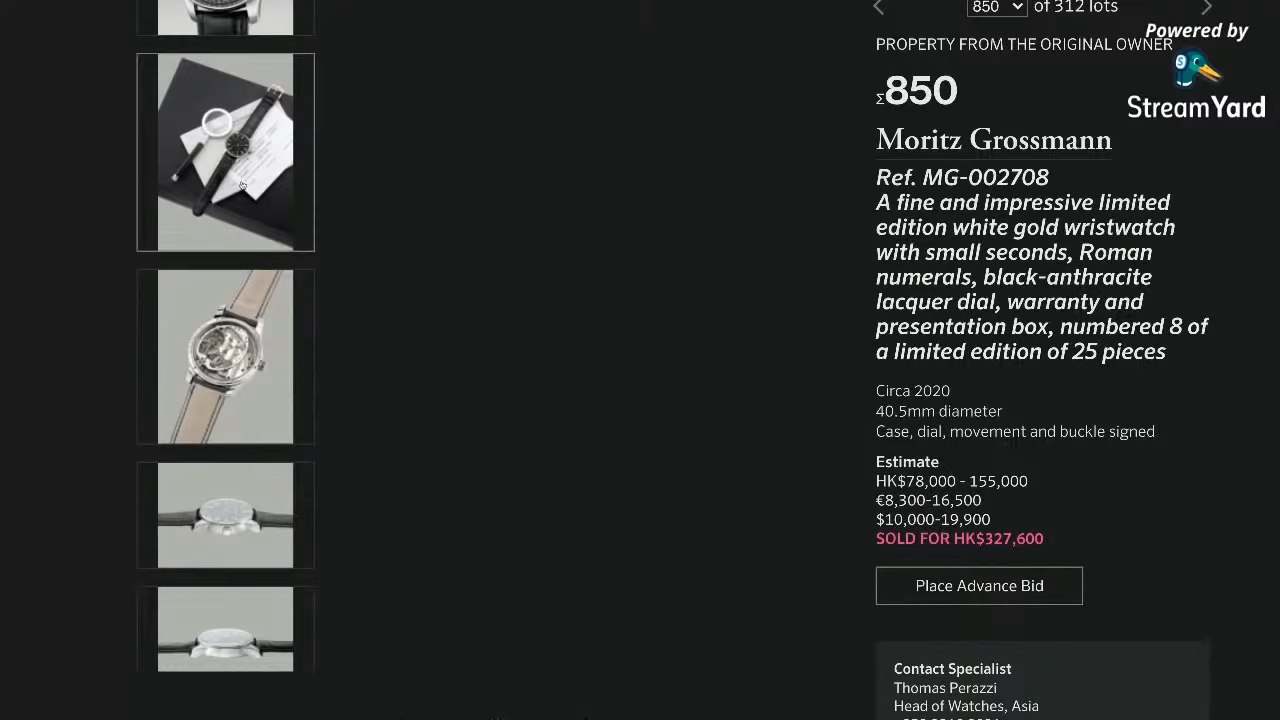 850 of 312 lots
Powered by
StreamYard
PROPERTY FROM THE ORIGINAL OWNER
Σ850
Moritz Grossmann
Ref. MG-002708
A fine and impressive limited
edition white gold wristwatch
with small seconds, Roman
numerals, black-anthracite
lacquer dial, warranty and
presentation box, numbered 8 of
a limited edition of 25 pieces
Circa 2020
40.5mm diameter
Case, dial, movement and buckle signed
Estimate
HK$78,000 - 155,000
€8,300-16,500
$10,000-19,900
SOLD FOR HK$327,600
Place Advance Bid
Contact Specialist
Thomas Perazzi
Head of Watches, Asia